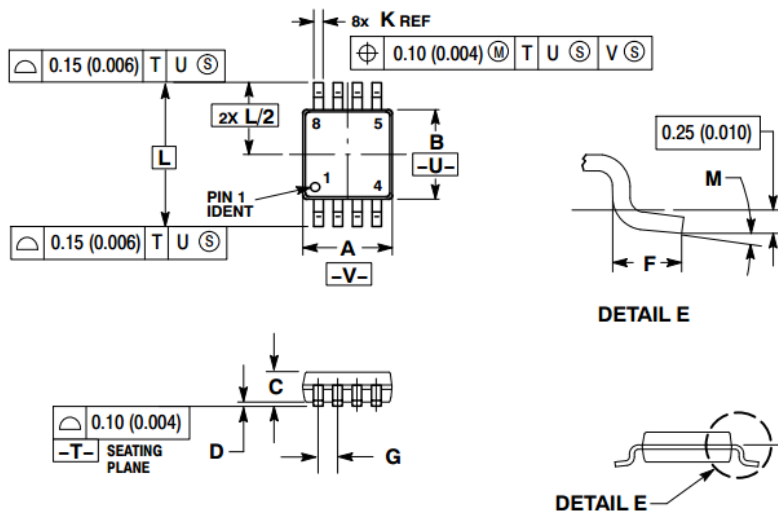 8x K REF
⌖ 0.10 (0.004) Ⓜ T U Ⓢ V Ⓢ
⌓ 0.15 (0.006) T U Ⓢ
2X L/2
8 5
B
–U–
L
0.25 (0.010)
M
PIN 1
IDENT
1 4
⌓ 0.15 (0.006) T U Ⓢ
A
–V–
F
DETAIL E
C
⌓ 0.10 (0.004)
–T– SEATING
PLANE
D
G
DETAIL E